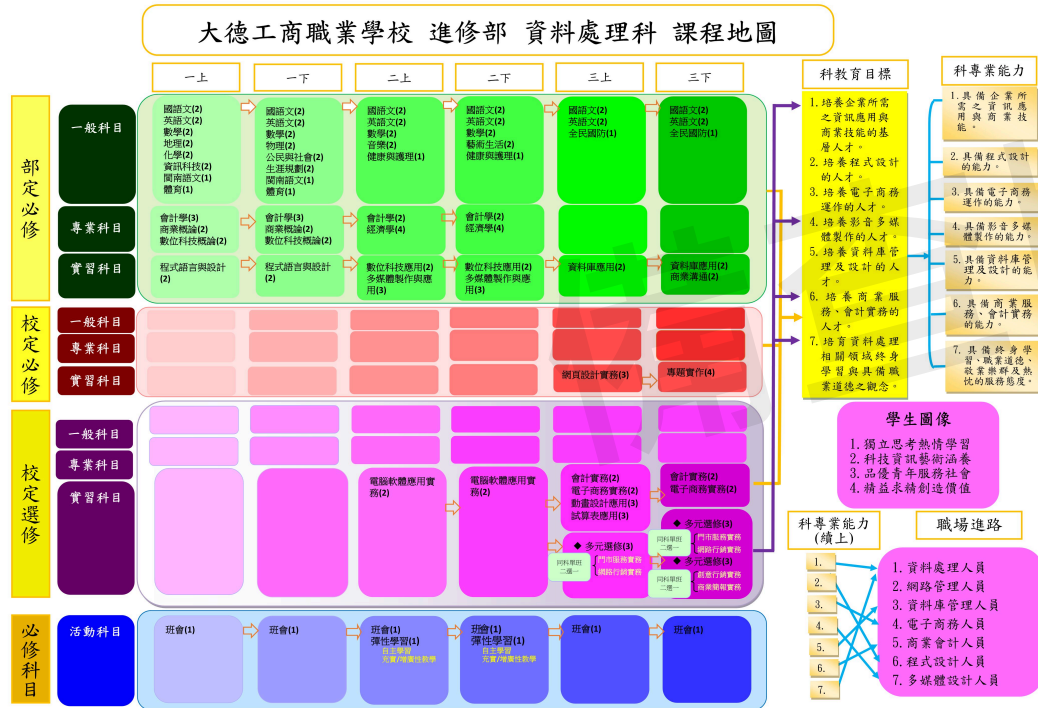 大德工商職業學校 進修部 資料處理科 課程地圖
一上
一下
二上
二下
三上
三下
科教育目標
科專業能力
部定必修
一般科目
國語文(2)
英語文(2)
數學(2)
地理(2)
化學(2)
資訊科技(2)
閩南語文(1)
體育(1)
國語文(2)
英語文(2)
數學(2)
物理(2)
公民與社會(2)
生涯規劃(2)
閩南語文(1)
體育(1)
國語文(2)
英語文(2)
數學(2)
音樂(2)
健康與護理(1)
國語文(2)
英語文(2)
數學(2)
藝術生活(2)
健康與護理(1)
國語文(2)
英語文(2)
全民國防(1)
國語文(2)
英語文(2)
全民國防(1)
專業科目
會計學(3)
商業概論(2)
數位科技概論(2)
會計學(3)
商業概論(2)
數位科技概論(2)
會計學(2)
經濟學(4)
會計學(2)
經濟學(4)
實習科目
程式語言與設計
(2)
程式語言與設計
(2)
數位科技應用(2)
多媒體製作與應
用(3)
數位科技應用(2)
多媒體製作與應
用(3)
資料庫應用(2)
資料庫應用(2)
商業溝通(2)
校定必修
一般科目
專業科目
實習科目
網頁設計實務(3)
專題實作(4)
校定選修
一般科目
專業科目
實習科目
電腦軟體應用實
務(2)
電腦軟體應用實
務(2)
會計實務(2)
電子商務實務(2)
動畫設計應用(3)
試算表應用(3)
會計實務(2)
電子商務實務(2)
◆ 多元選修(3)
同科單班
二選一
門市服務實務
網路行銷實務
◆ 多元選修(3)
同科單班
二選一
門市服務實務
網路行銷實務
◆ 多元選修(3)
同科單班
二選一
創意行銷實務
商業簡報實務
必修科目
活動科目
班會(1)
班會(1)
班會(1)
彈性學習(1)
自主學習
充實/增廣性教學
班會(1)
彈性學習(1)
自主學習
充實/增廣性教學
班會(1)
班會(1)
1. 培養企業所需
之資訊應用與
商業技能的基
層人才。
2. 培養程式設計
的人才。
3. 培養電子商務
運作的人才。
4. 培養影音多媒
體製作的人才。
5. 培養資料庫管
理及設計的人
才。
6. 培養商業服
務、會計實務的
人才。
7. 培育資料處理
相關領域終身
學習與具備職
業道德之觀念。
1. 具備企業所
需之資訊應
用與商業技
能。
2. 具備程式設計
的能力。
3. 具備電子商務
運作的能力。
4. 具備影音多媒
體製作的能力。
5. 具備資料庫管
理及設計的能
力。
6. 具備商業服
務、會計實務
的能力。
7. 具備終身學
習、職業道德、
敬業樂群及熱
忱的服務態度。
學生圖像
1. 獨立思考熱情學習
2. 科技資訊藝術涵養
3. 品優青年服務社會
4. 精益求精創造價值
科專業能力
(續上)
職場進路
1.
2.
3.
4.
5.
6.
7.
1. 資料處理人員
2. 網路管理人員
3. 資料庫管理人員
4. 電子商務人員
5. 商業會計人員
6. 程式設計人員
7. 多媒體設計人員